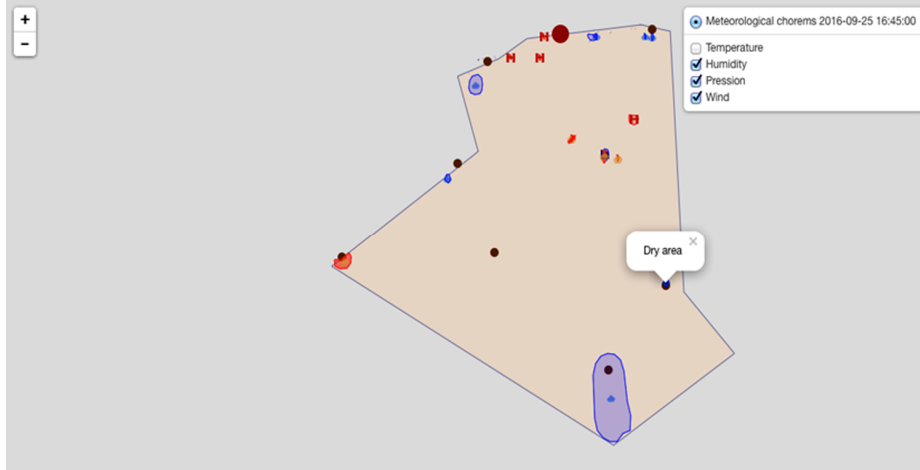 +
−
Meteorological chorems 2016-09-25 16:45:00
Temperature
Humidity
Pression
Wind
H
H
H
H
Dry area ×